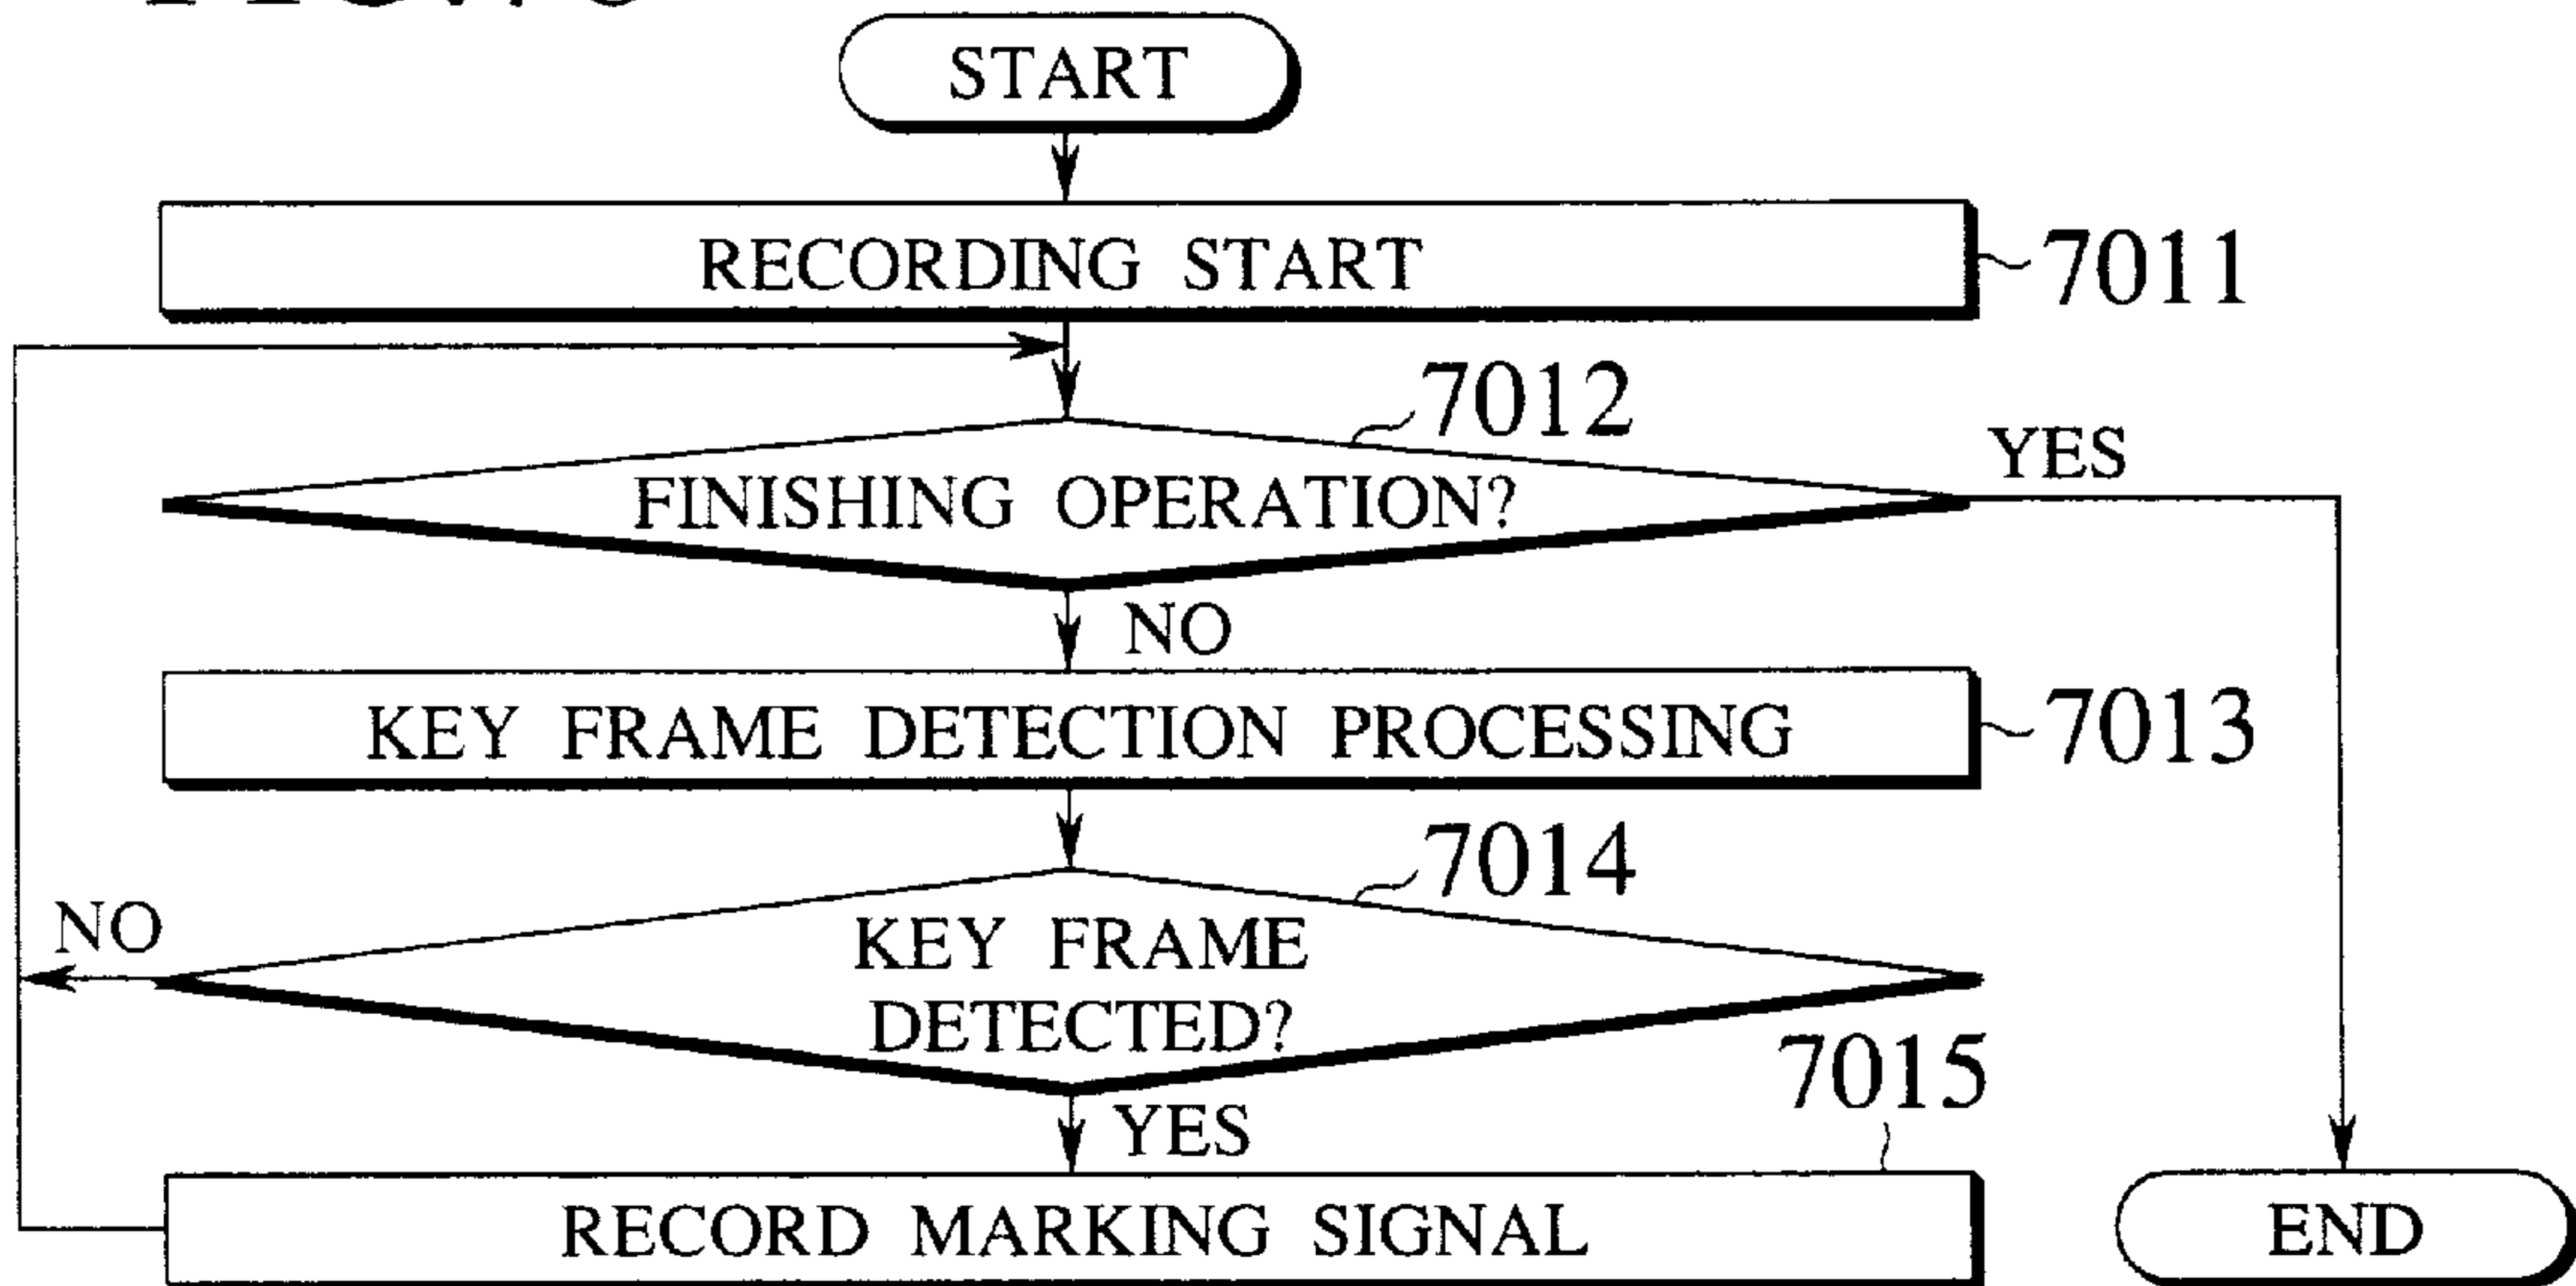 START
RECORDING START
7011
7012
FINISHING OPERATION?
YES
NO
KEY FRAME DETECTION PROCESSING
7013
7014
NO
KEY FRAME
DETECTED?
YES
7015
RECORD MARKING SIGNAL
END